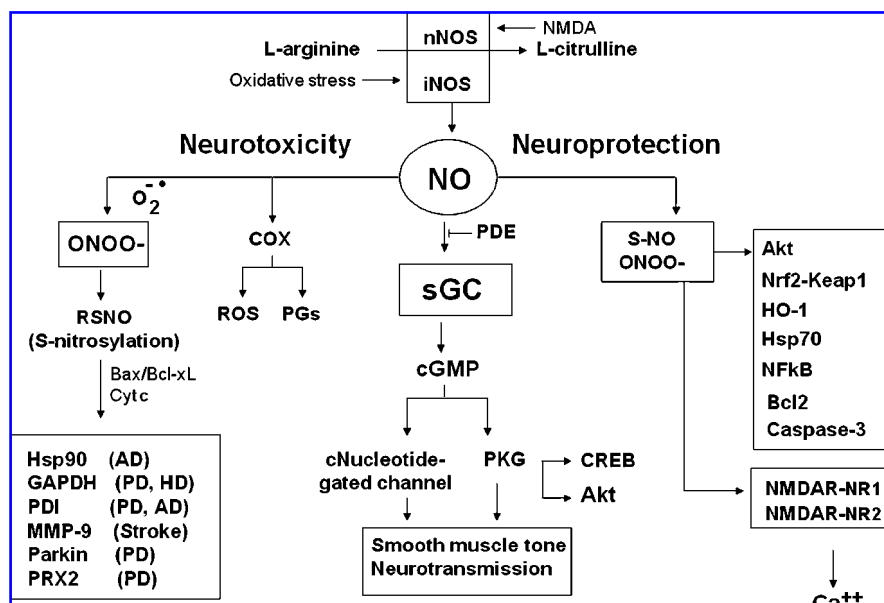 nNOS
NMDA
L-arginine
L-citrulline
Oxidative stress
iNOS
Neurotoxicity
Neuroprotection
NO
O2-•
ONOO-
COX
PDE
S-NO
ONOO-
Akt
Nrf2-Keap1
HO-1
Hsp70
NFkB
Bcl2
Caspase-3
sGC
ROS PGs
RSNO
(S-nitrosylation)
cGMP
Bax/Bcl-xL
Cytc
cNucleotide-
gated channel
PKG
CREB
Akt
Hsp90 (AD)
GAPDH (PD, HD)
PDI (PD, AD)
MMP-9 (Stroke)
Parkin (PD)
PRX2 (PD)
NMDAR-NR1
NMDAR-NR2
Smooth muscle tone
Neurotransmission
Ca++